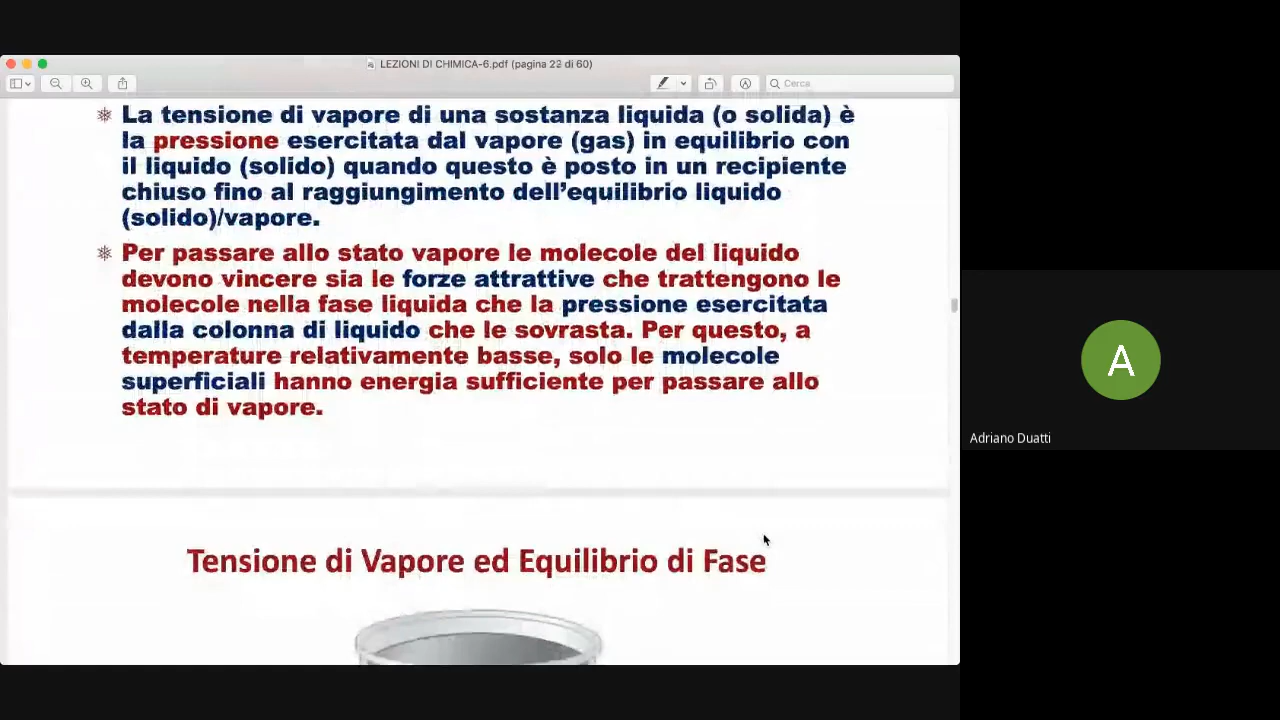 LEZIONI DI CHIMICA-6.pdf (pagina 22 di 60)
Cerca
La tensione di vapore di una sostanza liquida (o solida) è
la pressione esercitata dal vapore (gas) in equilibrio con
il liquido (solido) quando questo è posto in un recipiente
chiuso fino al raggiungimento dell’equilibrio liquido
(solido)/vapore.
Per passare allo stato vapore le molecole del liquido
devono vincere sia le forze attrattive che trattengono le
molecole nella fase liquida che la pressione esercitata
dalla colonna di liquido che le sovrasta. Per questo, a
temperature relativamente basse, solo le molecole
superficiali hanno energia sufficiente per passare allo
stato di vapore.
Tensione di Vapore ed Equilibrio di Fase
A
Adriano Duatti